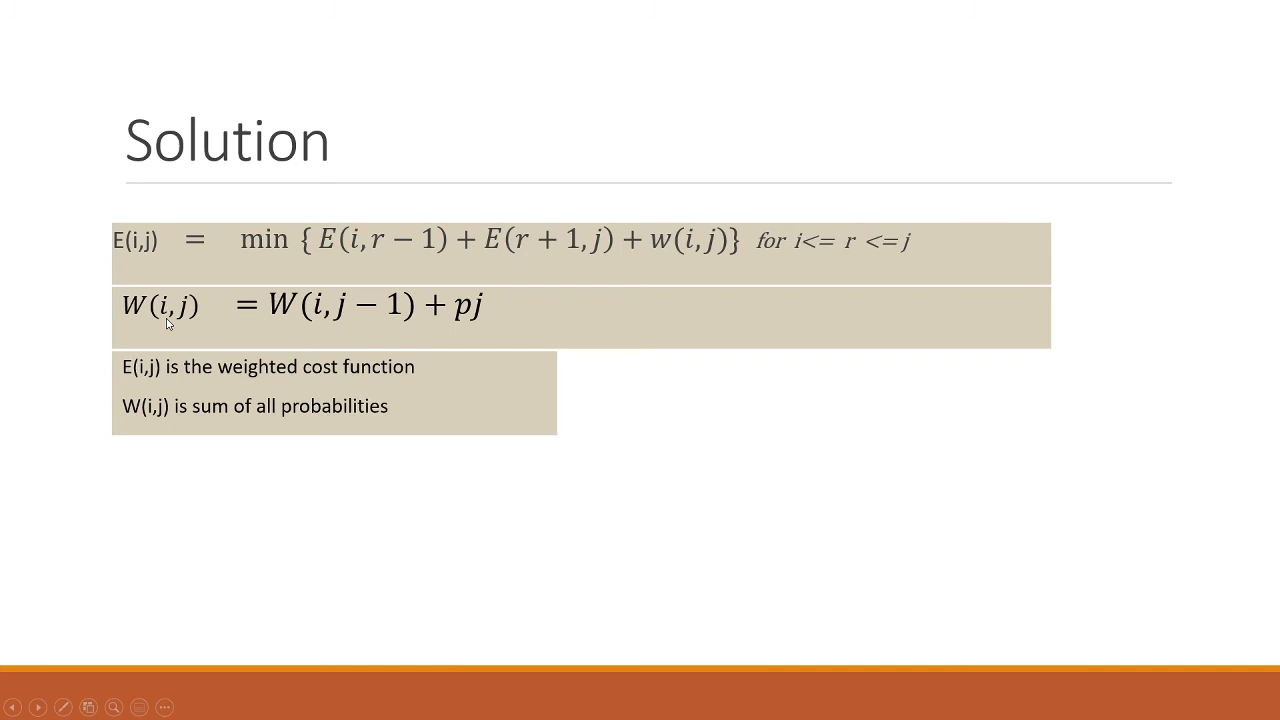 Solution
E(i,j) = min { E(i, r − 1) + E(r + 1, j) + w(i, j)} for i<= r <=j
W(i, j) = W(i, j − 1) + pj
E(i,j) is the weighted cost function
W(i,j) is sum of all probabilities